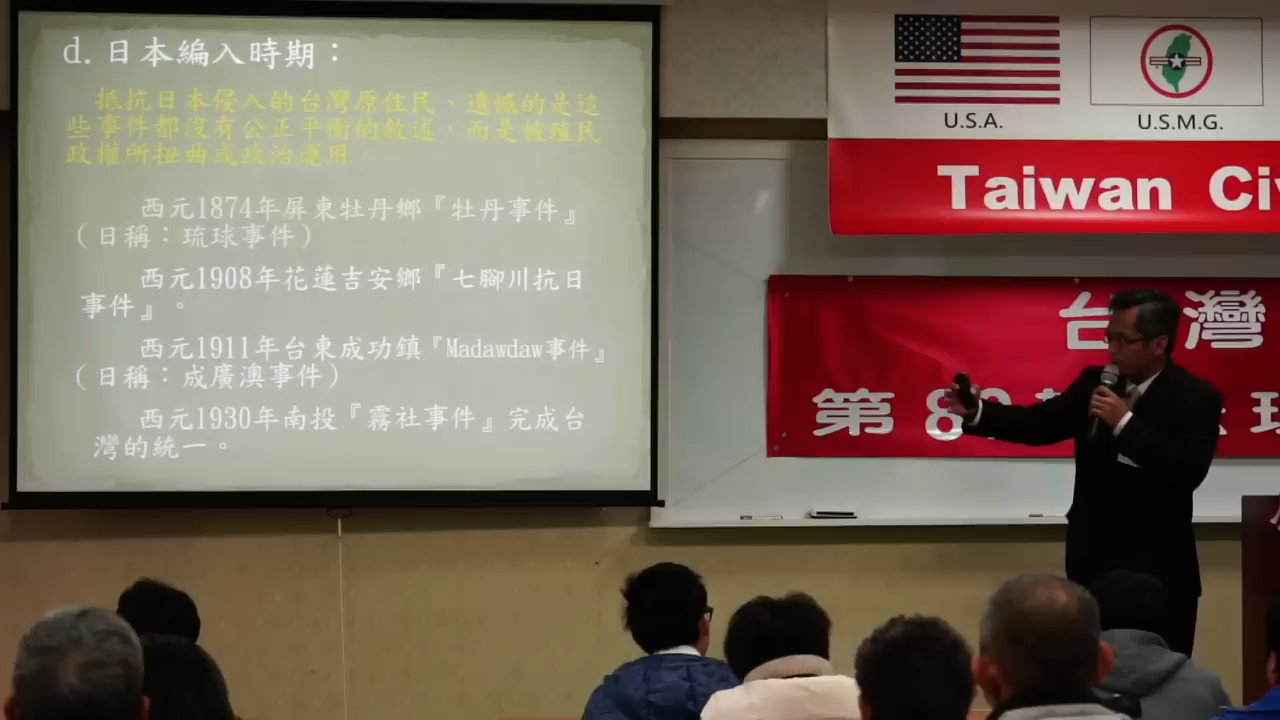 d. 日本編入時期：
抵抗日本侵入的台灣原住民、遺憾的是這
些事件都沒有公正平衡的敘述，而是被殖民
政權所扭曲或政治運用。
西元1874年屏東牡丹鄉『牡丹事件』
（日稱：琉球事件）
西元1908年花蓮吉安鄉『七腳川抗日
事件』。
西元1911年台東成功鎮『Madawdaw事件』
（日稱：成廣澳事件）
西元1930年南投『霧社事件』完成台
灣的統一。
U.S.A.
U.S.M.G.
Taiwan Civ
台灣
第 8